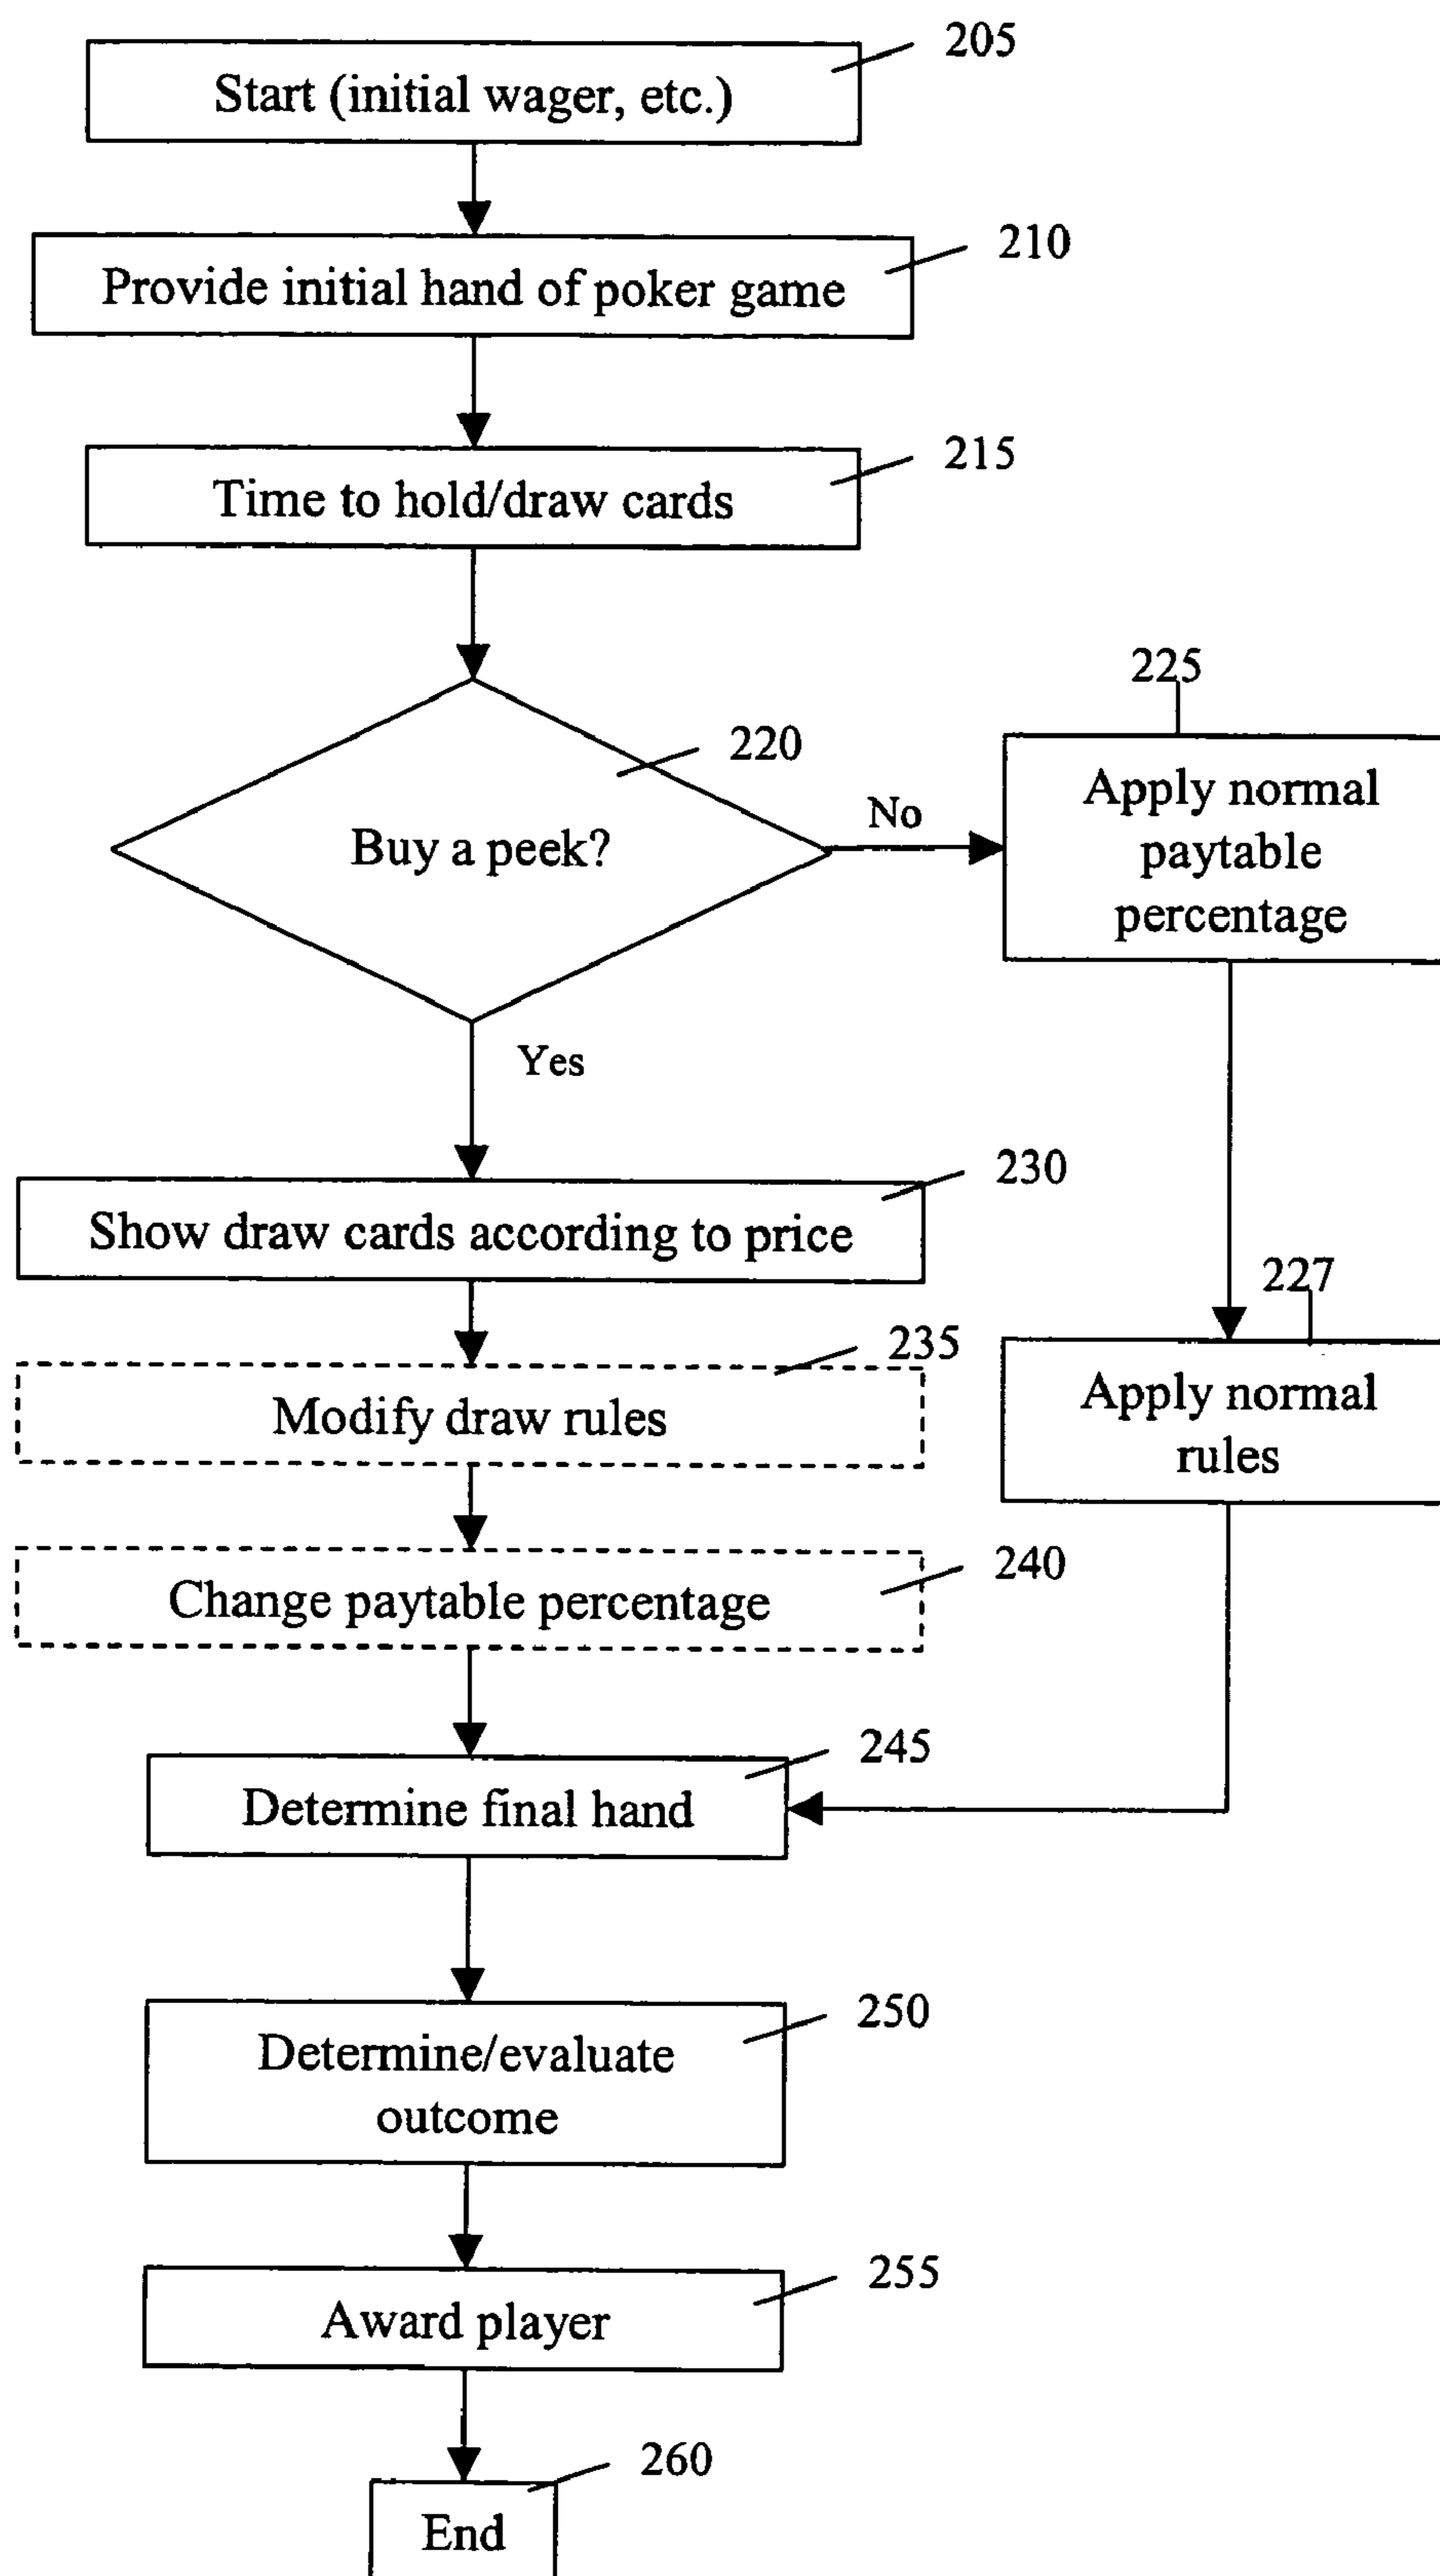 205
Start (initial wager, etc.)
210
Provide initial hand of poker game
215
Time to hold/draw cards
220
Buy a peek?
No
225
Apply normal
paytable
percentage
Yes
230
Show draw cards according to price
227
Apply normal
rules
235
Modify draw rules
240
Change paytable percentage
245
Determine final hand
250
Determine/evaluate
outcome
255
Award player
260
End